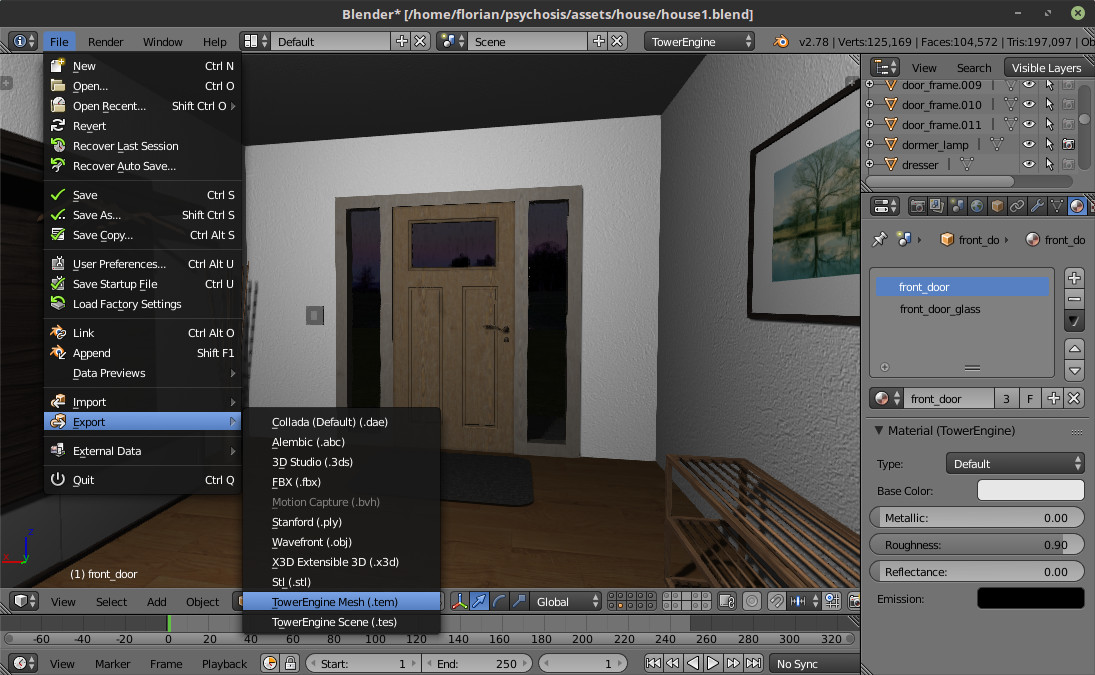 Blender* [/home/florian/psychosis/assets/house/house1.blend]
File Render Window Help Default Scene TowerEngine v2.78 | Verts:125,169 | Faces:104,572 | Tris:197,097 | Ob
New Ctrl N
Open... Ctrl O
Open Recent... Shift Ctrl O
Revert
Recover Last Session
Recover Auto Save...
Save Ctrl S
Save As... Shift Ctrl S
Save Copy... Ctrl Alt S
User Preferences... Ctrl Alt U
Save Startup File Ctrl U
Load Factory Settings
Link Ctrl Alt O
Append Shift F1
Data Previews
Import
Export
External Data
Quit Ctrl Q
Collada (Default) (.dae)
Alembic (.abc)
3D Studio (.3ds)
FBX (.fbx)
Motion Capture (.bvh)
Stanford (.ply)
Wavefront (.obj)
X3D Extensible 3D (.x3d)
Stl (.stl)
TowerEngine Mesh (.tem)
TowerEngine Scene (.tes)
(1) front_door
View Select Add Object Global
-60 -40 -20 0 20 40 60 80 100 120 140 160 180 200 220 240 260 280 300 320
View Marker Frame Playback Start: 1 End: 250 1 No Sync
View Search Visible Layers
door_frame.009
door_frame.010
door_frame.011
dormer_lamp
dresser
front_do front_do
front_door
front_door_glass
front_door 3 F
Material (TowerEngine)
Type: Default
Base Color:
Metallic: 0.00
Roughness: 0.90
Reflectance: 0.00
Emission: